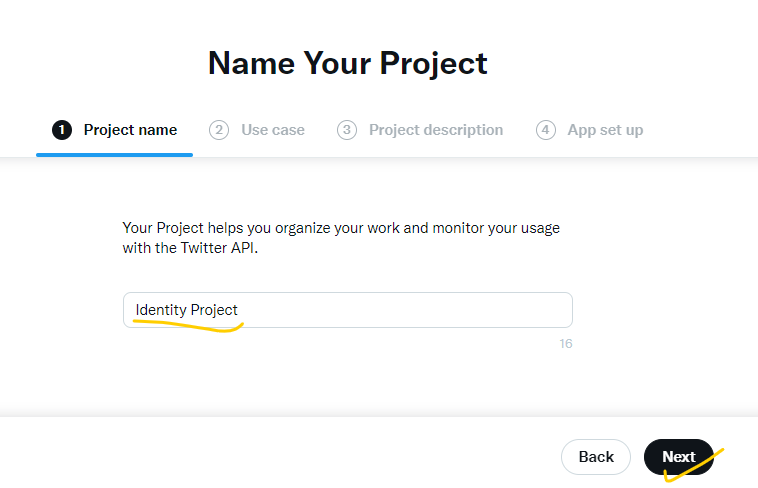 Name Your Project
1 Project name 2 Use case 3 Project description 4 App set up
Your Project helps you organize your work and monitor your usage
with the Twitter API.
Identity Project
16
Back Next